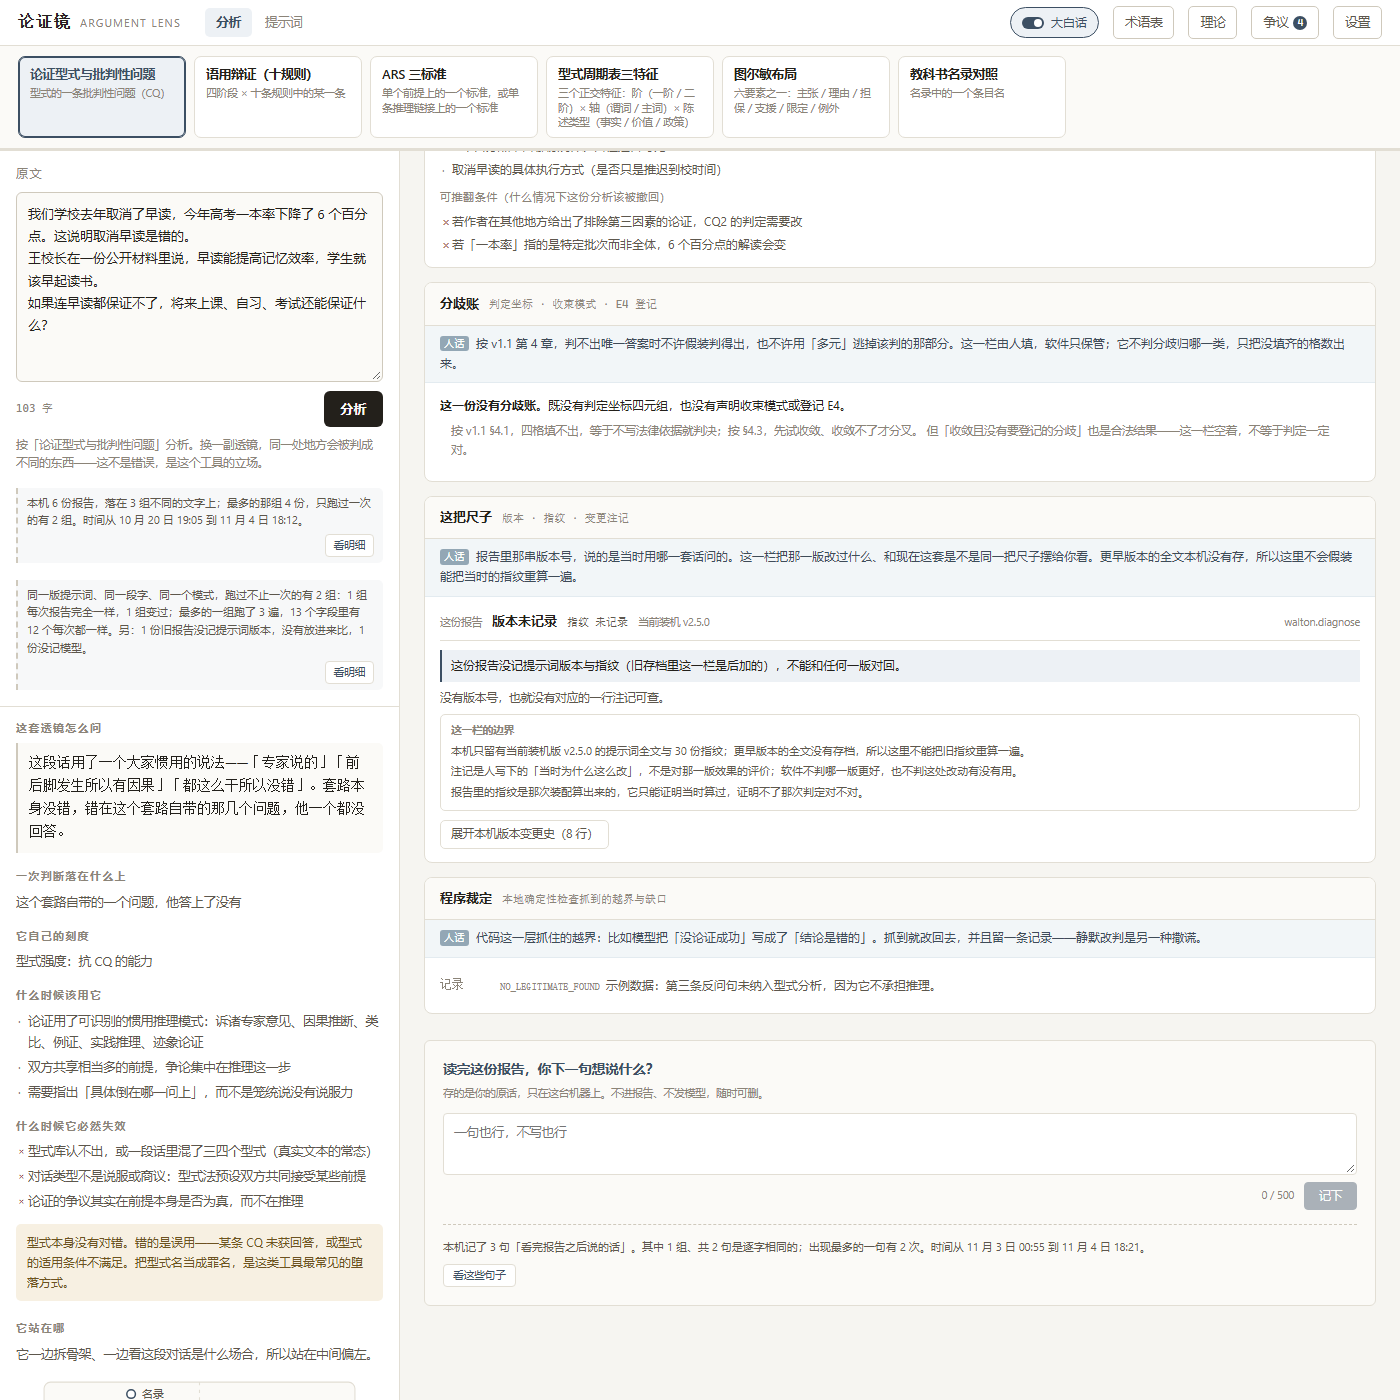 论证镜 ARGUMENT LENS 分析 提示词 大白话 术语表 理论 争议 4 设置
论证型式与批判性问题
型式的一条批判性问题（CQ）
语用辩证（十规则）
四阶段 × 十条规则中的某一条
ARS 三标准
单个前提上的一个标准，或单
条推理链接上的一个标准
型式周期表三特征
三个正交特征：阶（一阶 / 二
阶）× 轴（谓词 / 主词）× 陈
述类型（事实 / 价值 / 政策）
图尔敏布局
六要素之一：主张 / 理由 / 担
保 / 支援 / 限定 / 例外
教科书名录对照
名录中的一个条目名
原文
我们学校去年取消了早读，今年高考一本率下降了 6 个百分
点。这说明取消早读是错的。
王校长在一份公开材料里说，早读能提高记忆效率，学生就
该早起读书。
如果连早读都保证不了，将来上课、自习、考试还能保证什
么？
103 字
分析
按「论证型式与批判性问题」分析。换一副透镜，同一处地方会被判成
不同的东西——这不是错误，是这个工具的立场。
本机 6 份报告，落在 3 组不同的文字上；最多的那组 4 份，只跑过一次
的有 2 组。时间从 10 月 20 日 19:05 到 11 月 4 日 18:12。
看明细
同一版提示词、同一段字、同一个模式，跑过不止一次的有 2 组：1 组
每次报告完全一样，1 组变过；最多的一组跑了 3 遍，13 个字段里有
12 个每次都一样。另：1 份旧报告没记提示词版本，没有放进来比，1
份没记模型。
看明细
这套透镜怎么问
这段话用了一个大家惯用的说法——「专家说的」「前
后脚发生所以有因果」「都这么干所以没错」。套路本
身没错，错在这个套路自带的那几个问题，他一个都没
回答。
一次判断落在什么上
这个套路自带的一个问题，他答上了没有
它自己的刻度
型式强度：抗 CQ 的能力
什么时候该用它
· 论证用了可识别的惯用推理模式：诉诸专家意见、因果推断、类
比、例证、实践推理、迹象论证
· 双方共享相当多的前提，争论集中在推理这一步
· 需要指出「具体倒在哪一问上」，而不是笼统说没有说服力
什么时候它必然失效
× 型式库认不出，或一段话里混了三四个型式（真实文本的常态）
× 对话类型不是说服或商议：型式法预设双方共同接受某些前提
× 论证的争议其实在前提本身是否为真，而不在推理
型式本身没有对错。错的是误用——某条 CQ 未获回答，或型式
的适用条件不满足。把型式名当成罪名，是这类工具最常见的堕
落方式。
它站在哪
它一边拆骨架、一边看这段对话是什么场合，所以站在中间偏左。
名录
· 取消早读的具体执行方式（是否只是推迟到校时间）
可推翻条件（什么情况下这份分析该被撤回）
× 若作者在其他地方给出了排除第三因素的论证，CQ2 的判定需要改
× 若「一本率」指的是特定批次而非全体，6 个百分点的解读会变
分歧账 判定坐标 · 收束模式 · E4 登记
人话 按 v1.1 第 4 章，判不出唯一答案时不许假装判得出，也不许用「多元」逃掉该判的那部分。这一栏由人填，软件只保管；它不判分歧归哪一类，只把没填齐的格数出
来。
这一份没有分歧账。既没有判定坐标四元组，也没有声明收束模式或登记 E4。
按 v1.1 §4.1，四格填不出，等于不写法律依据就判决；按 §4.3，先试收敛、收敛不了才分叉。 但「收敛且没有要登记的分歧」也是合法结果——这一栏空着，不等于判定一定
对。
这把尺子 版本 · 指纹 · 变更注记
人话 报告里那串版本号，说的是当时用哪一套话问的。这一栏把那一版改过什么、和现在这套是不是同一把尺子摆给你看。更早版本的全文本机没有存，所以这里不会假装
能把当时的指纹重算一遍。
这份报告 版本未记录 指纹 未记录 当前装机 v2.5.0 walton.diagnose
这份报告没记提示词版本与指纹（旧存档里这一栏是后加的），不能和任何一版对回。
没有版本号，也就没有对应的一行注记可查。
这一栏的边界
本机只留有当前装机版 v2.5.0 的提示词全文与 30 份指纹；更早版本的全文没有存档，所以这里不能把旧指纹重算一遍。
注记是人写下的「当时为什么这么改」，不是对那一版效果的评价；软件不判哪一版更好，也不判这处改动有没有用。
报告里的指纹是那次装配算出来的，它只能证明当时算过，证明不了那次判定对不对。
展开本机版本变更史（8 行）
程序裁定 本地确定性检查抓到的越界与缺口
人话 代码这一层抓住的越界：比如模型把「没论证成功」写成了「结论是错的」。抓到就改回去，并且留一条记录——静默改判是另一种撒谎。
记录 NO_LEGITIMATE_FOUND 示例数据：第三条反问句未纳入型式分析，因为它不承担推理。
读完这份报告，你下一句想说什么？
存的是你的原话，只在这台机器上。不进报告、不发模型，随时可删。
一句也行，不写也行
0 / 500 记下
本机记了 3 句「看完报告之后说的话」。其中 1 组、共 2 句是逐字相同的；出现最多的一句有 2 次。时间从 11 月 3 日 00:55 到 11 月 4 日 18:21。
看这些句子